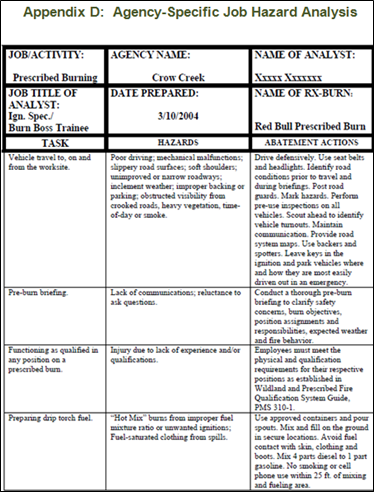 Appendix D:  Agency-Specific Job Hazard Analysis
JOB/ACTIVITY:
Prescribed Burning
AGENCY NAME:
Crow Creek
NAME OF ANALYST:
Xxxxx Xxxxxxx
JOB TITLE OF
ANALYST:
Ign. Spec./
Burn Boss Trainee
DATE PREPARED:
3/10/2004
NAME OF RX-BURN:
Red Bull Prescribed Burn
TASK
HAZARDS
ABATEMENT ACTIONS
Vehicle travel to, on and
from the worksite.
Poor driving; mechanical malfunctions;
slippery road surfaces; soft shoulders;
unimproved or narrow roadways;
inclement weather; improper backing or
parking; obstructed visibility from
crooked roads, heavy vegetation, time-
of-day or smoke.
Drive defensively. Use seat belts
and headlights. Identify road
conditions prior to travel and
during briefings. Post road
guards. Mark hazards. Perform
pre-use inspections on all
vehicles. Scout ahead to identify
vehicle turnouts. Maintain
communication. Provide road
system maps. Use backers and
spotters. Leave keys in the
ignition and park vehicles where
and how they are most easily
driven out in an emergency.
Pre-burn briefing.
Lack of communications; reluctance to
ask questions.
Conduct a thorough pre-burn
briefing to clarify safety
concerns, burn objectives,
position assignments and
responsibilities, expected weather
and fire behavior.
Functioning as qualified in
any position on a
prescribed burn.
Injury due to lack of experience and/or
qualifications.
Employees must meet the
physical and qualification
requirements for their respective
positions as established in
Wildland and Prescribed Fire
Qualification System Guide,
PMS 310-1.
Preparing drip torch fuel.
“Hot Mix” burns from improper fuel
mixture ratio or unwanted ignitions;
Fuel-saturated clothing from spills.
Use approved containers and pour
spouts. Mix and fill on the ground
in secure locations. Avoid fuel
contact with skin, clothing and
boots. Mix 4 parts diesel to 1 part
gasoline. No smoking or cell
phone use within 25 ft. of mixing
and fueling area.